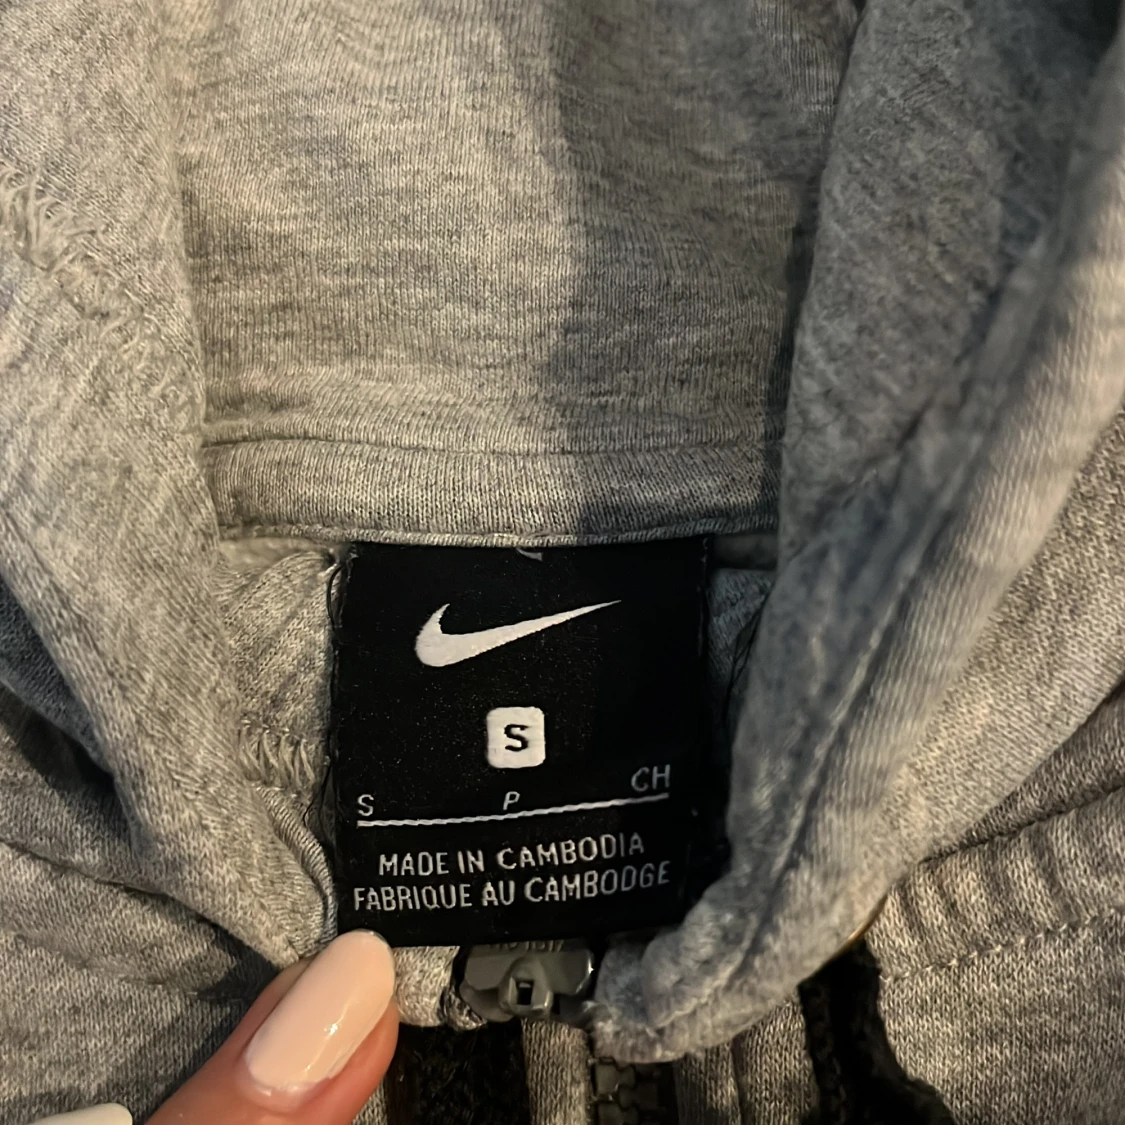 S
S P CH
MADE IN CAMBODIA
FABRIQUE AU CAMBODGE